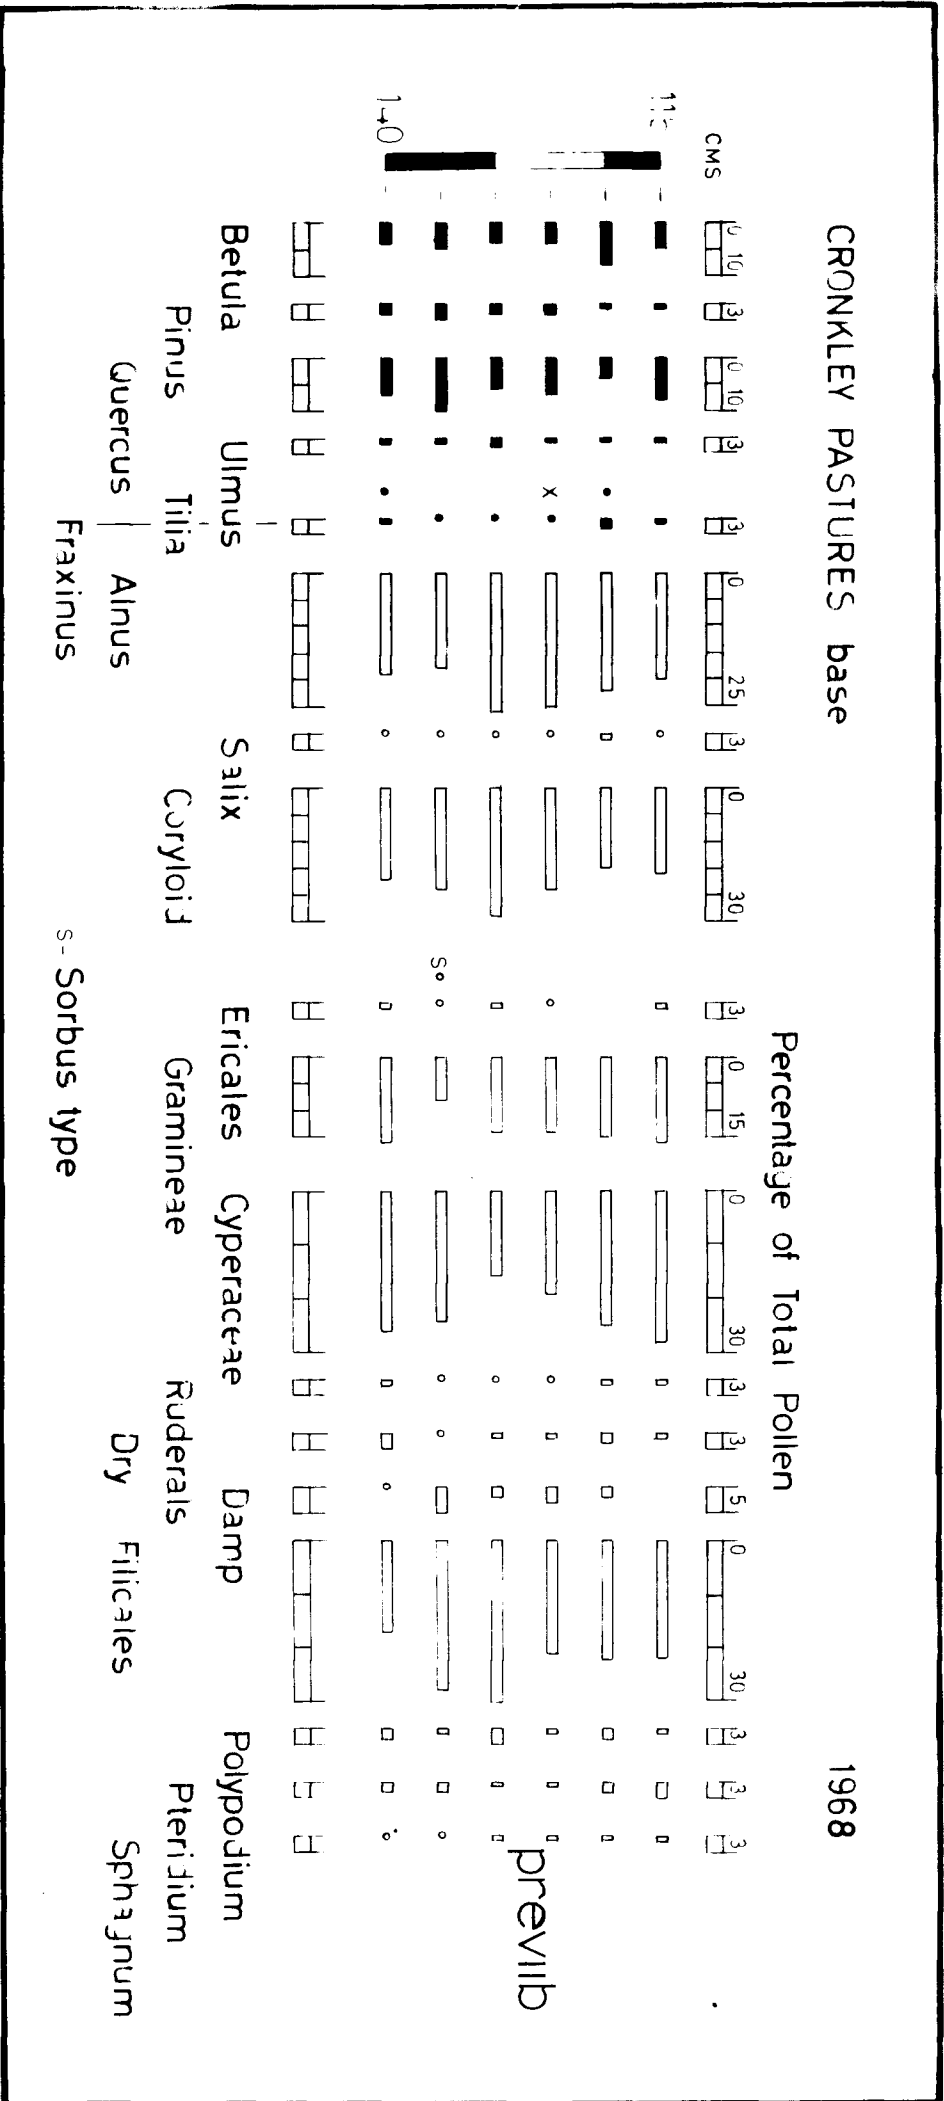 CRONKLEY PASTURES base 1968
Percentage of Total Pollen
CMS
0 10 3 0 10 3 3 0 25 3 0 30 3 0 15 0 30 3 3 5 0 30 3 3 3
x
s
previib
Betula Ulmus Salix Ericales Cyperaceae Damp Polypodium
Pinus Tilia Coryloid Gramineae Ruderals Pteridium
Quercus Alnus Dry Filicales Sphagnum
Fraxinus s- Sorbus type